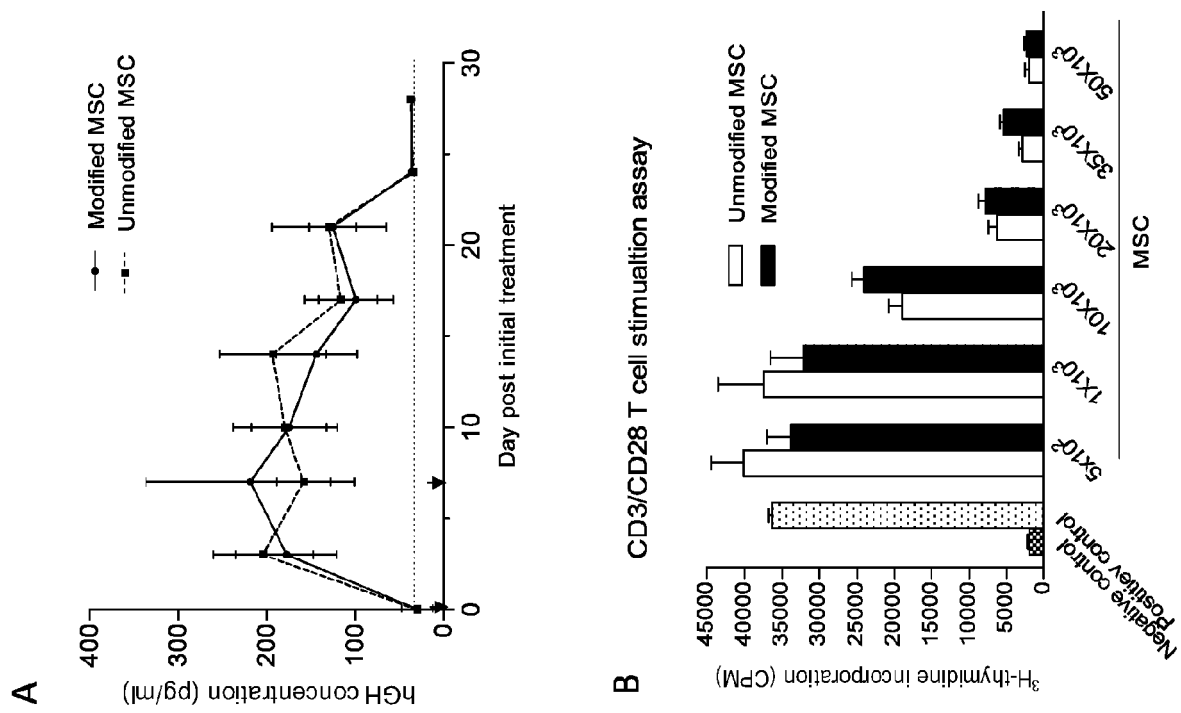 A
Modified MSC
Unmodified MSC
hGH concentration (pg/ml)
400
300
200
100
0
0
10
20
30
Day post initial treatment
B
CD3/CD28 T cell stimualtion assay
Unmodified MSC
Modified MSC
³H-thymidine incorporation (CPM)
45000
40000
35000
30000
25000
20000
15000
10000
5000
0
Negative control
Positiev control
5x10²
1X10³
10X10³
20X10³
35X10³
50X10³
MSC